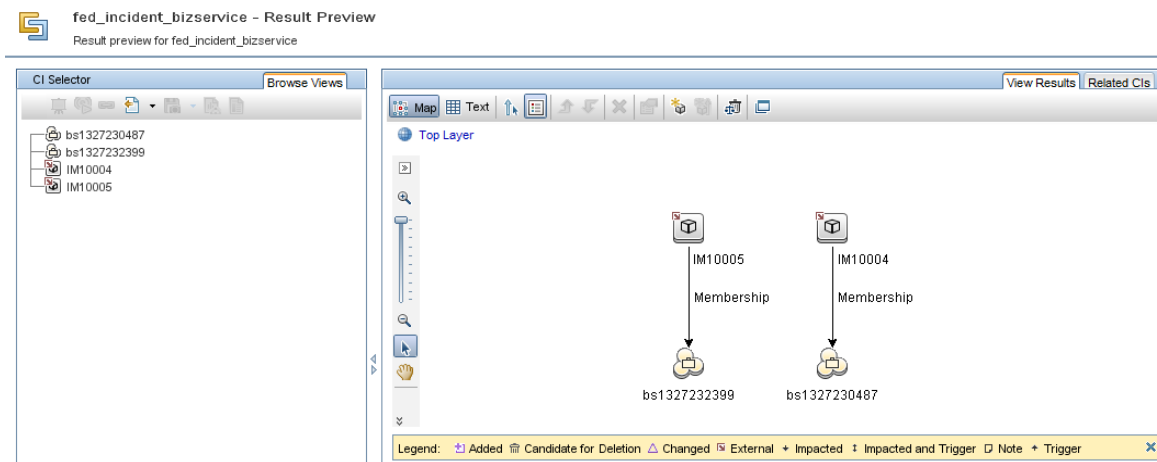 fed_incident_bizservice - Result Preview
Result preview for fed_incident_bizservice
CI Selector
Browse Views
bs1327230487
bs1327232399
IM10004
IM10005
View Results
Related CIs
Map
Text
Top Layer
IM10005
IM10004
Membership
Membership
bs1327232399
bs1327230487
Legend: Added Candidate for Deletion Changed External Impacted Impacted and Trigger Note Trigger